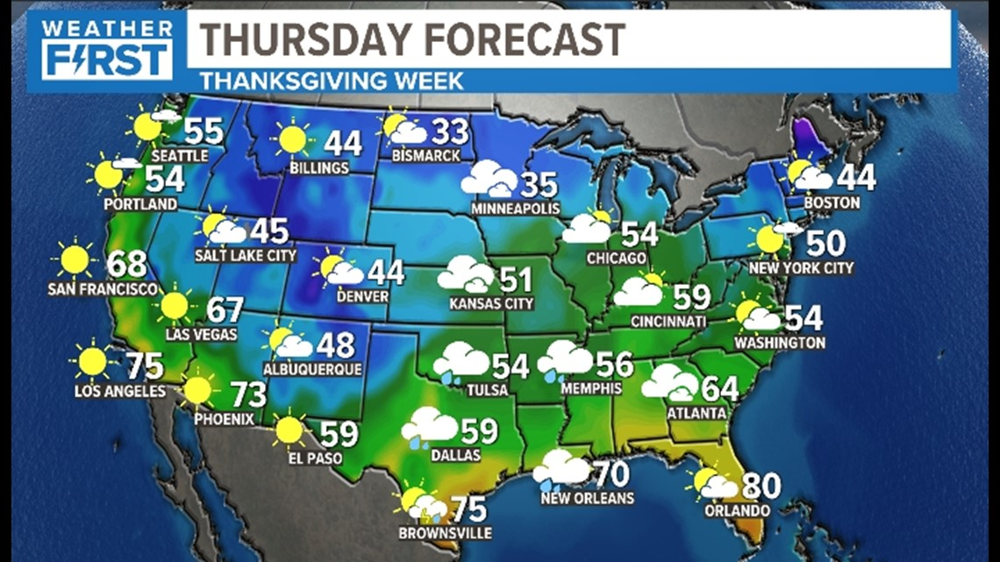 WEATHER
FIRST
THURSDAY FORECAST
THANKSGIVING WEEK
55
SEATTLE
44
BILLINGS
33
BISMARCK
54
PORTLAND
35
MINNEAPOLIS
44
BOSTON
45
SALT LAKE CITY
54
CHICAGO
50
NEW YORK CITY
68
SAN FRANCISCO
44
DENVER
51
KANSAS CITY
59
CINCINNATI
67
LAS VEGAS
54
WASHINGTON
48
ALBUQUERQUE
75
LOS ANGELES
54
TULSA
56
MEMPHIS
64
ATLANTA
73
PHOENIX
59
EL PASO
59
DALLAS
70
NEW ORLEANS
80
ORLANDO
75
BROWNSVILLE